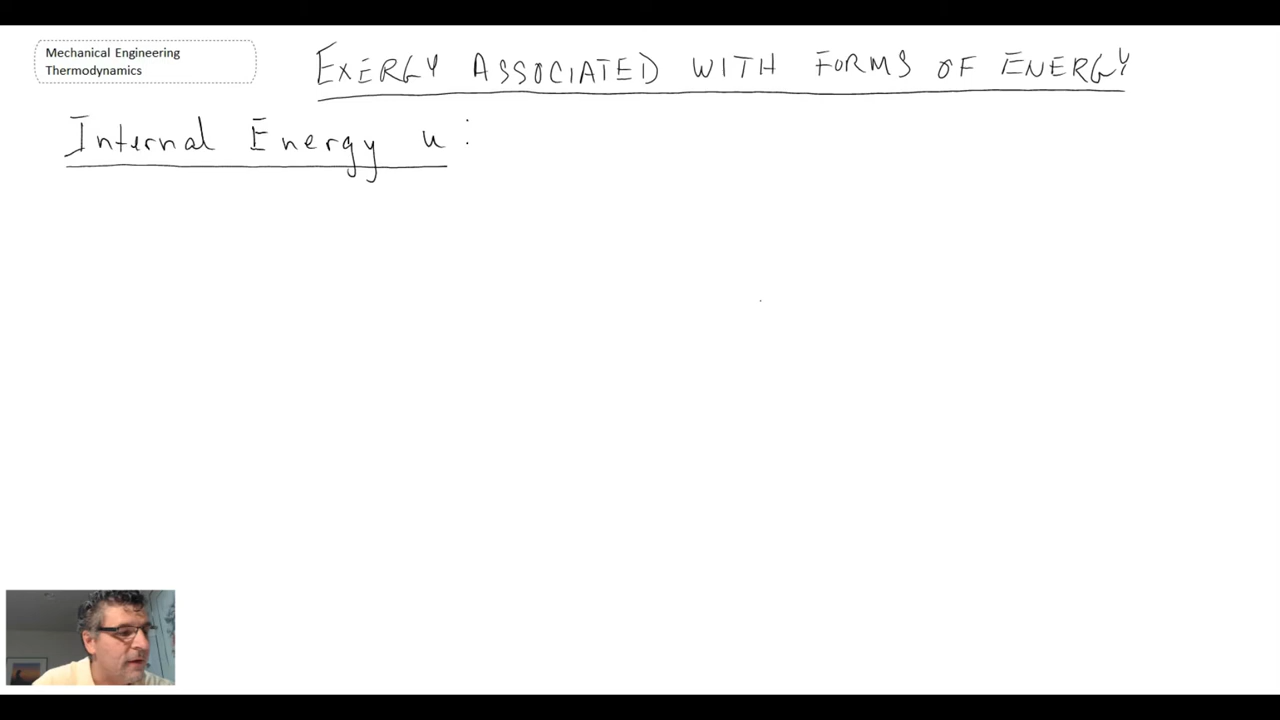 Mechanical Engineering
Thermodynamics
EXERGY ASSOCIATED WITH FORMS OF ENERGY
Internal Energy u: